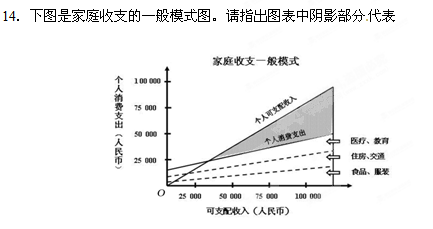 14. 下图是家庭收支的一般模式图。请指出图表中阴影部分代表
家庭收支一般模式
个人消费支出（人民币）
100 000
75 000
50 000
25 000
O
个人可支配收入
个人消费支出
医疗、教育
住房、交通
食品、服装
25 000 50 000 75 000 100 000
可支配收入（人民币）